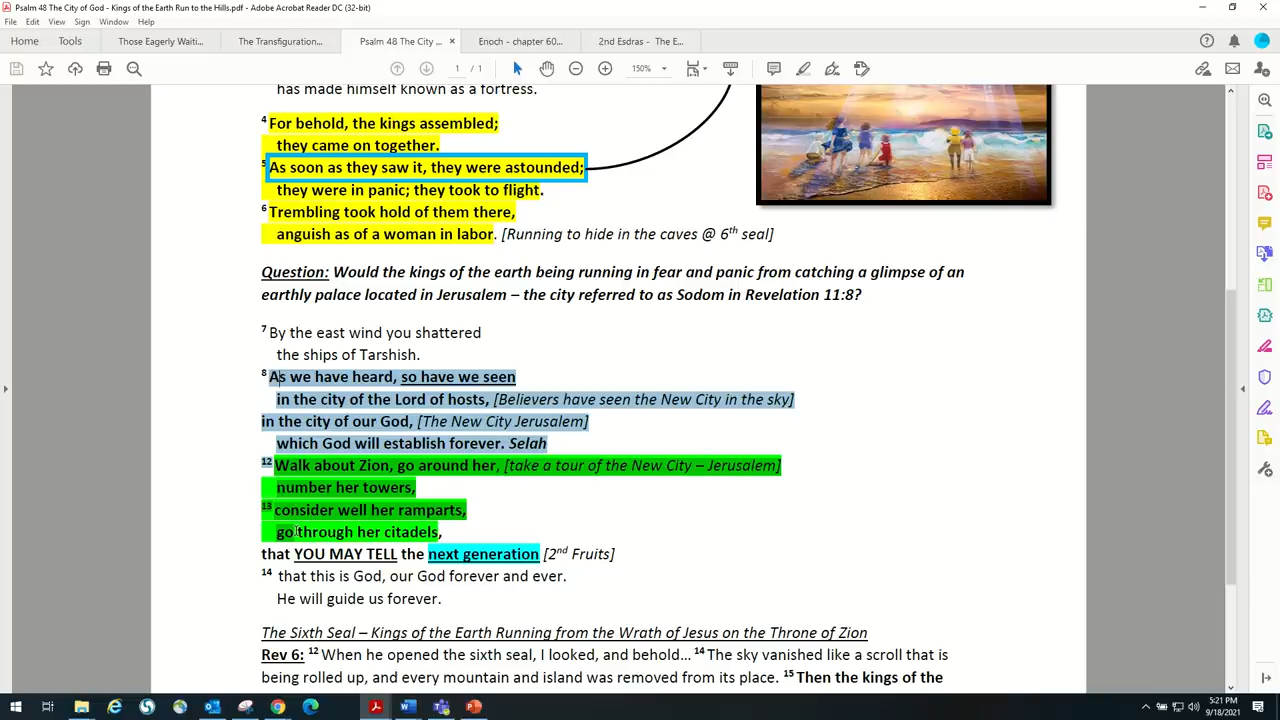 Psalm 48 The City of God - Kings of the Earth Run to the Hills.pdf - Adobe Acrobat Reader DC (32-bit)
File Edit View Sign Window Help
Home Tools Those Eagerly Waiti... The Transfiguration... Psalm 48 The City ... × Enoch - chapter 60... 2nd Esdras - The E...
1 / 1 150%
has made himself known as a fortress.
4 For behold, the kings assembled;
they came on together.
5 As soon as they saw it, they were astounded;
they were in panic; they took to flight.
6 Trembling took hold of them there,
anguish as of a woman in labor. [Running to hide in the caves @ 6th seal]
Question: Would the kings of the earth being running in fear and panic from catching a glimpse of an
earthly palace located in Jerusalem – the city referred to as Sodom in Revelation 11:8?
7 By the east wind you shattered
the ships of Tarshish.
8 As we have heard, so have we seen
in the city of the Lord of hosts, [Believers have seen the New City in the sky]
in the city of our God, [The New City Jerusalem]
which God will establish forever. Selah
12 Walk about Zion, go around her, [take a tour of the New City – Jerusalem]
number her towers,
13 consider well her ramparts,
go through her citadels,
that YOU MAY TELL the next generation [2nd Fruits]
14 that this is God, our God forever and ever.
He will guide us forever.
The Sixth Seal – Kings of the Earth Running from the Wrath of Jesus on the Throne of Zion
Rev 6: 12 When he opened the sixth seal, I looked, and behold... 14 The sky vanished like a scroll that is
being rolled up, and every mountain and island was removed from its place. 15 Then the kings of the
5:21 PM
9/18/2021